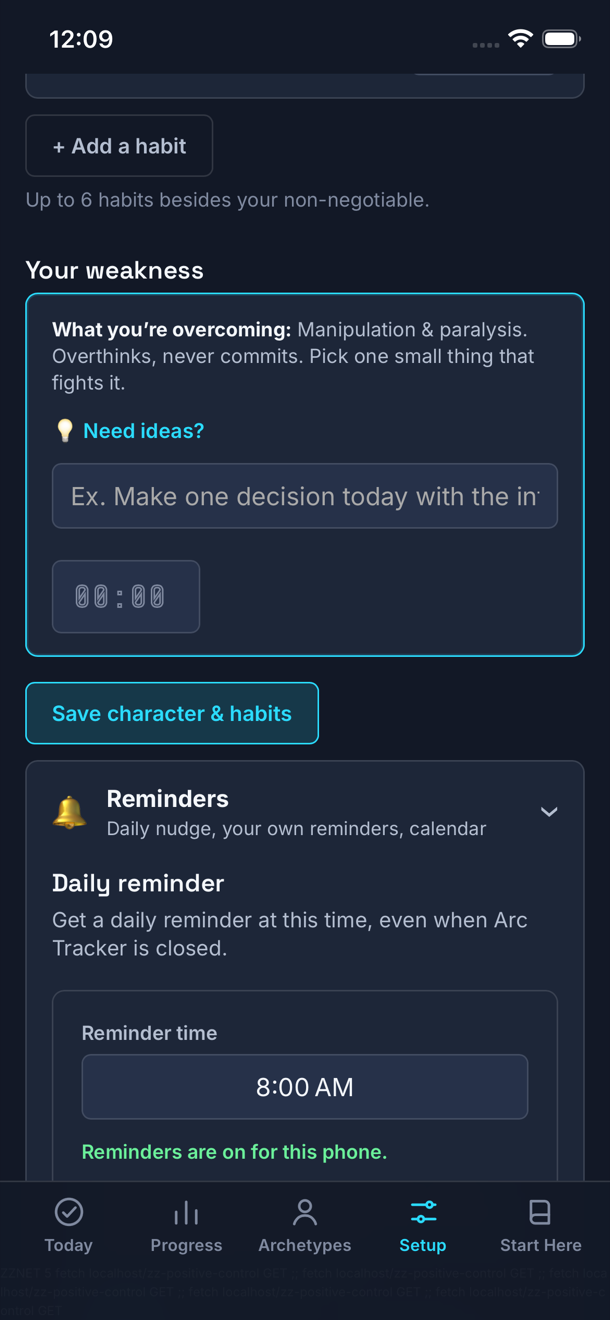 12:09
+ Add a habit
Up to 6 habits besides your non-negotiable.
Your weakness
What you’re overcoming: Manipulation & paralysis.
Overthinks, never commits. Pick one small thing that
fights it.
Need ideas?
Ex. Make one decision today with the in
00:00
Save character & habits
Reminders
Daily nudge, your own reminders, calendar
Daily reminder
Get a daily reminder at this time, even when Arc
Tracker is closed.
Reminder time
8:00 AM
Reminders are on for this phone.
Today
Progress
Archetypes
Setup
Start Here